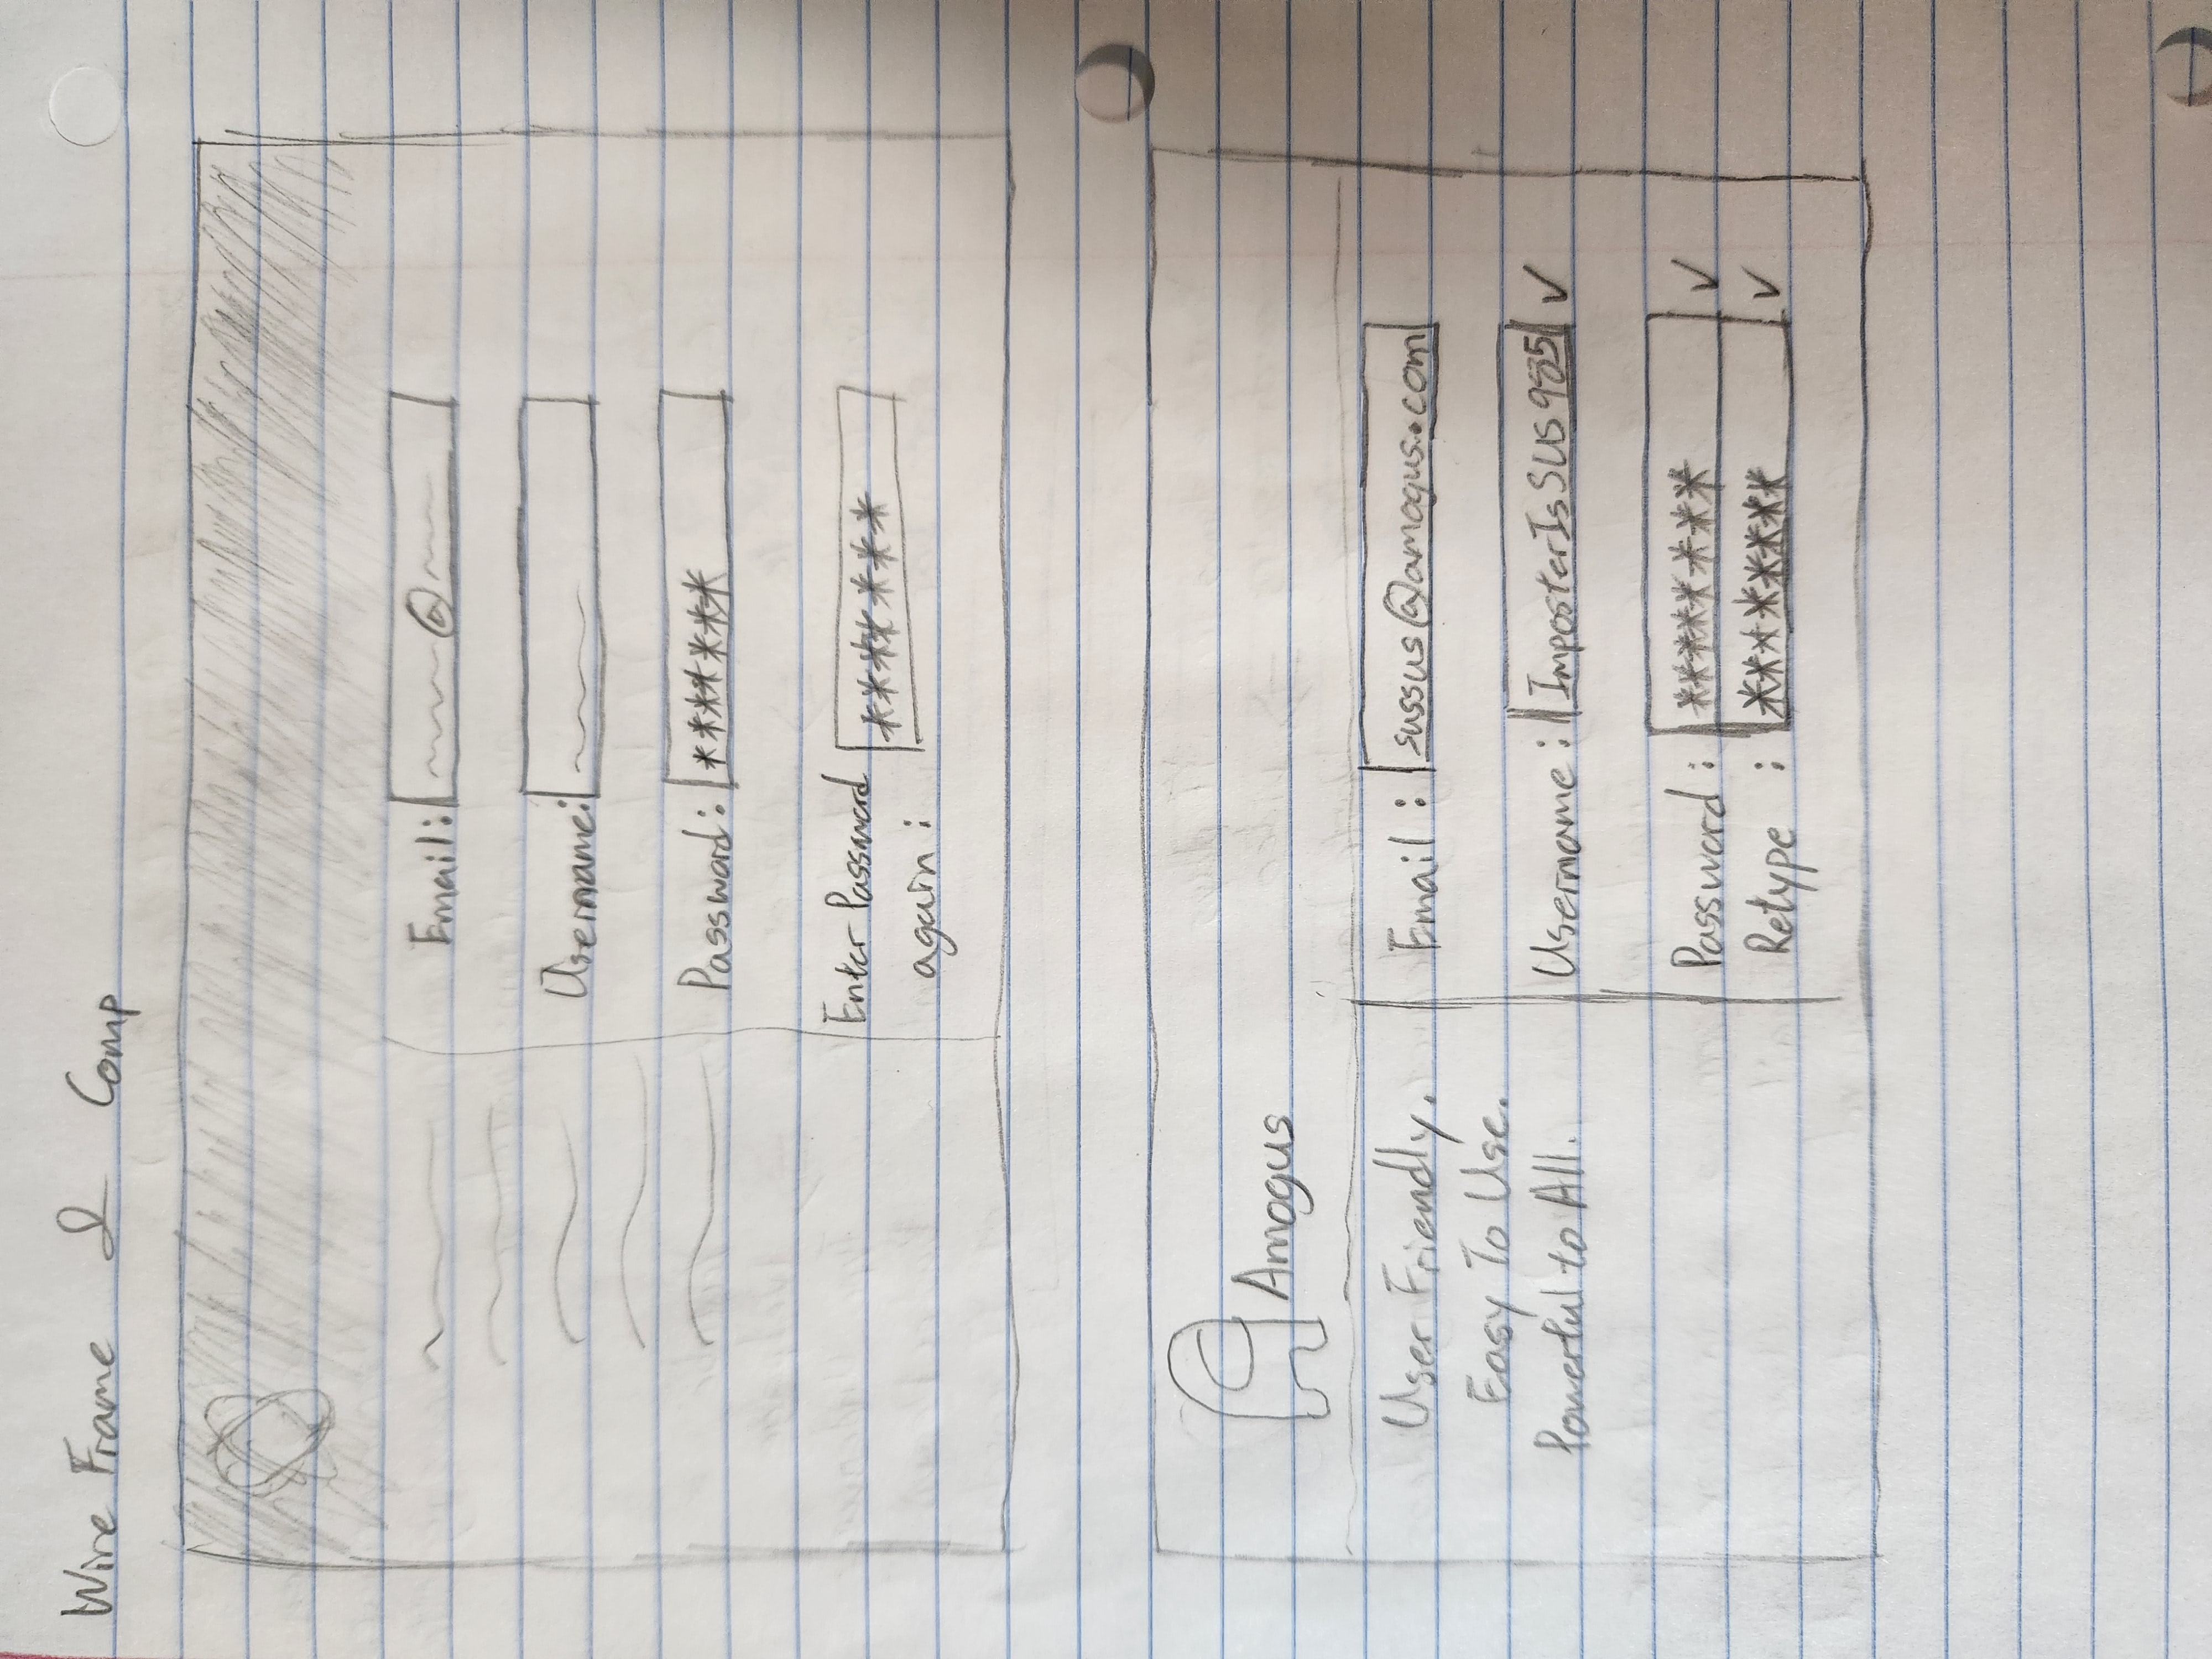 Wire Frame & Comp
Email: @
Username:
Password: *******
Enter Password
again: *******
Amogus
User Friendly.
Easy To Use.
Powerful to All.
Email: sussus@amogus.com
Username: ImposterIsSUS985 ✓
Password: ******** ✓
Retype : ******** ✓